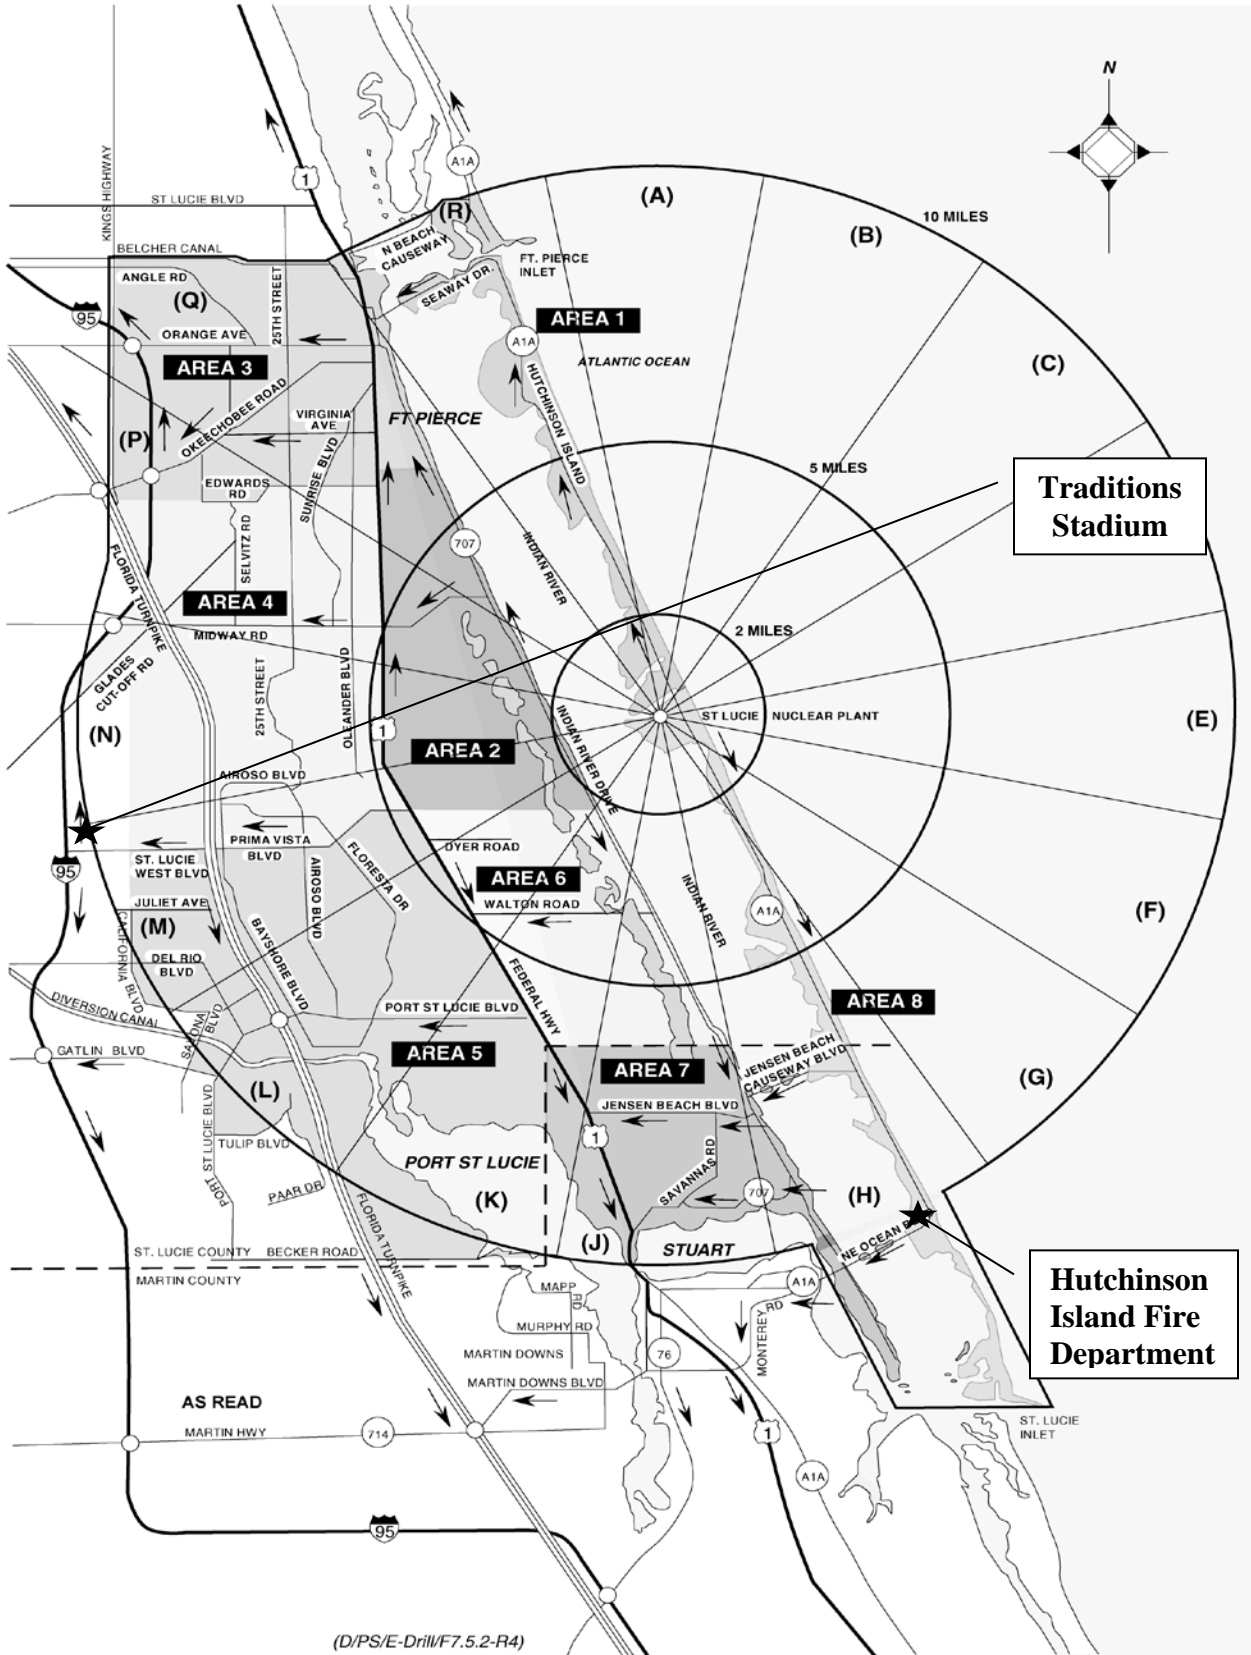 N
A1A
(A)
1
KINGS HIGHWAY
ST LUCIE BLVD
(R)
10 MILES
(B)
N BEACH
CAUSEWAY
BELCHER CANAL
FT. PIERCE
INLET
ANGLE RD
SEAWAY DR.
(Q)
25TH STREET
95
ORANGE AVE
AREA 1
A1A
ATLANTIC OCEAN
(C)
AREA 3
HUTCHINSON ISLAND
OKEECHOBEE ROAD
VIRGINIA
AVE
FT PIERCE
(P)
SUNRISE BLVD
5 MILES
EDWARDS
RD
Traditions
Stadium
SELVITZ RD
707
INDIAN RIVER
FLORIDA TURNPIKE
AREA 4
MIDWAY RD
2 MILES
GLADES
CUT-OFF RD
25TH STREET
OLEANDER BLVD
(N)
1
INDIAN RIVER DRIVE
ST LUCIE NUCLEAR PLANT
(E)
AREA 2
AIROSO BLVD
PRIMA VISTA
BLVD
DYER ROAD
ST. LUCIE
WEST BLVD
95
AIROSO BLVD
FLORESTA DR
AREA 6
WALTON ROAD
JULIET AVE
INDIAN RIVER
A1A
(F)
(M)
CALIFORNIA BLVD
BAYSHORE BLVD
DEL RIO
BLVD
FEDERAL HWY
DIVERSION CANAL
PORT ST LUCIE BLVD
AREA 8
GATLIN BLVD
AREA 5
JENSEN BEACH
CAUSEWAY BLVD
AREA 7
(G)
(L)
JENSEN BEACH BLVD
PORT ST LUCIE BLVD
TULIP BLVD
1
PORT ST LUCIE
SAVANNAS RD
PAAR DR
(K)
707
(H)
FLORIDA TURNPIKE
NE OCEAN
(J)
STUART
ST. LUCIE COUNTY
BECKER ROAD
MARTIN COUNTY
MAPP
RD
A1A
Hutchinson
Island Fire
Department
MURPHY RD
MONTEREY RD
MARTIN DOWNS
76
MARTIN DOWNS BLVD
AS READ
MARTIN HWY
714
1
ST. LUCIE
INLET
A1A
95
(D/PS/E-Drill/F7.5.2-R4)